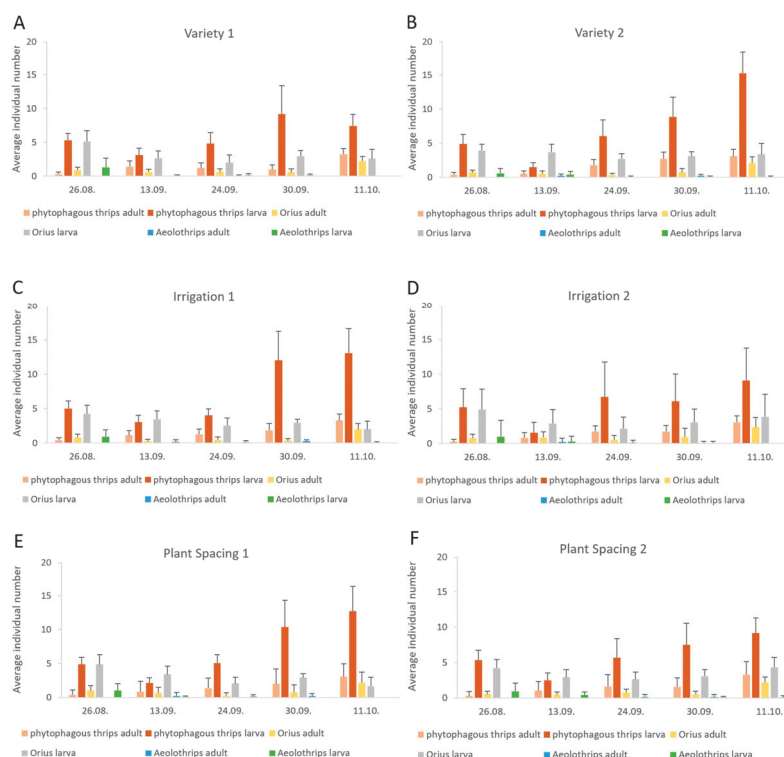 A
Variety 1
Average individual number
20
15
10
5
0
26.08. 13.09. 24.09. 30.09. 11.10.
phytophagous thrips adult phytophagous thrips larva Orius adult
Orius larva Aeolothrips adult Aeolothrips larva
B
Variety 2
Average individual number
20
15
10
5
0
26.08. 13.09. 24.09. 30.09. 11.10.
phytophagous thrips adult phytophagous thrips larva Orius adult
Orius larva Aeolothrips adult Aeolothrips larva
C
Irrigation 1
Average individual number
20
15
10
5
0
26.08. 13.09. 24.09. 30.09. 11.10.
phytophagous thrips adult phytophagous thrips larva Orius adult
Orius larva Aeolothrips adult Aeolothrips larva
D
Irrigation 2
Average individual number
20
15
10
5
0
26.08. 13.09. 24.09. 30.09. 11.10.
phytophagous thrips adult phytophagous thrips larva Orius adult
Orius larva Aeolothrips adult Aeolothrips larva
E
Plant Spacing 1
Average individual number
20
15
10
5
0
26.08. 13.09. 24.09. 30.09. 11.10.
phytophagous thrips adult phytophagous thrips larva Orius adult
Orius larva Aeolothrips adult Aeolothrips larva
F
Plant Spacing 2
Average individual number
20
15
10
5
0
26.08. 13.09. 24.09. 30.09. 11.10.
phytophagous thrips adult phytophagous thrips larva Orius adult
Orius larva Aeolothrips adult Aeolothrips larva